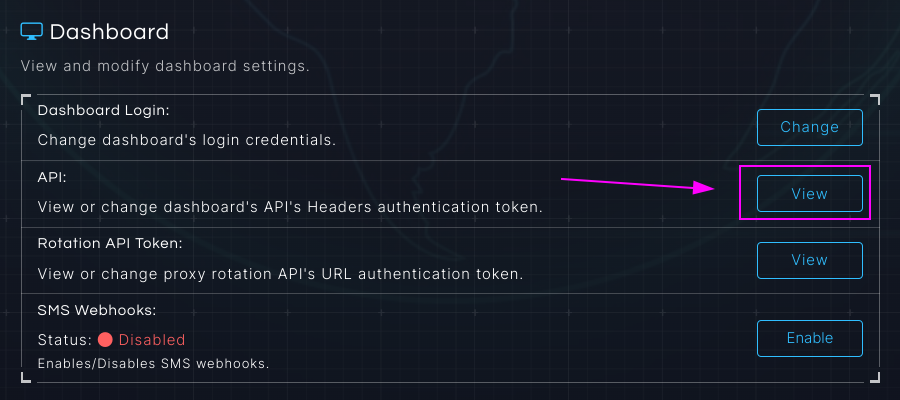 Dashboard
View and modify dashboard settings.
Dashboard Login:
Change dashboard's login credentials.
Change
API:
View or change dashboard's API's Headers authentication token.
View
Rotation API Token:
View or change proxy rotation API's URL authentication token.
View
SMS Webhooks:
Status: Disabled
Enables/Disables SMS webhooks.
Enable